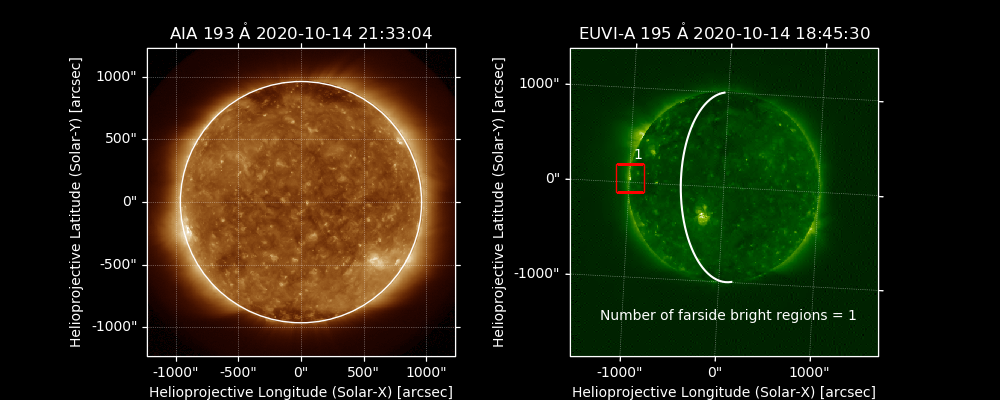 AIA 193 Å 2020-10-14 21:33:04
Helioprojective Latitude (Solar-Y) [arcsec]
1000"
500"
0"
-500"
-1000"
-1000" -500" 0" 500" 1000"
Helioprojective Longitude (Solar-X) [arcsec]
EUVI-A 195 Å 2020-10-14 18:45:30
Helioprojective Latitude (Solar-Y) [arcsec]
1000"
0"
-1000"
1
Number of farside bright regions = 1
-1000" 0" 1000"
Helioprojective Longitude (Solar-X) [arcsec]